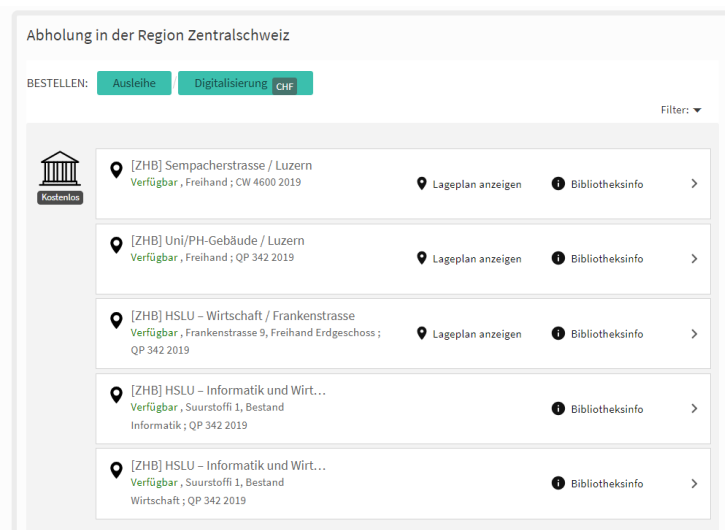 Abholung in der Region Zentralschweiz
BESTELLEN: Ausleihe / Digitalisierung CHF
Filter:
Kostenlos
[ZHB] Sempacherstrasse / Luzern
Verfügbar , Freihand ; CW 4600 2019
Lageplan anzeigen
Bibliotheksinfo
[ZHB] Uni/PH-Gebäude / Luzern
Verfügbar , Freihand ; QP 342 2019
Lageplan anzeigen
Bibliotheksinfo
[ZHB] HSLU – Wirtschaft / Frankenstrasse
Verfügbar , Frankenstrasse 9, Freihand Erdgeschoss ;
QP 342 2019
Lageplan anzeigen
Bibliotheksinfo
[ZHB] HSLU – Informatik und Wirt…
Verfügbar , Suurstoffi 1, Bestand
Informatik ; QP 342 2019
Bibliotheksinfo
[ZHB] HSLU – Informatik und Wirt…
Verfügbar , Suurstoffi 1, Bestand
Wirtschaft ; QP 342 2019
Bibliotheksinfo